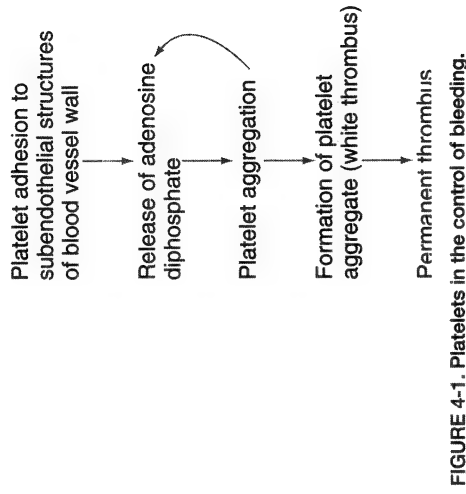 Platelet adhesion to
subendothelial structures
of blood vessel wall
Release of adenosine
diphosphate
Platelet aggregation
Formation of platelet
aggregate (white thrombus)
Permanent thrombus
FIGURE 4-1. Platelets in the control of bleeding.